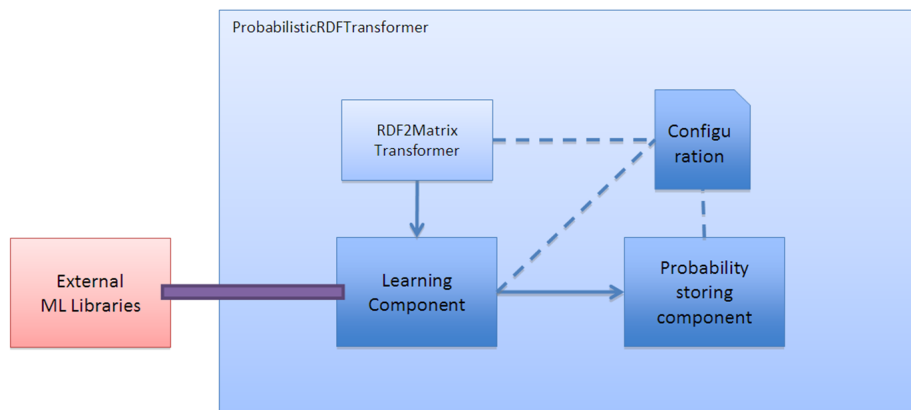 ProbabilisticRDFTransformer
RDF2Matrix
Transformer
Configu
ration
External
ML Libraries
Learning
Component
Probability
storing
component